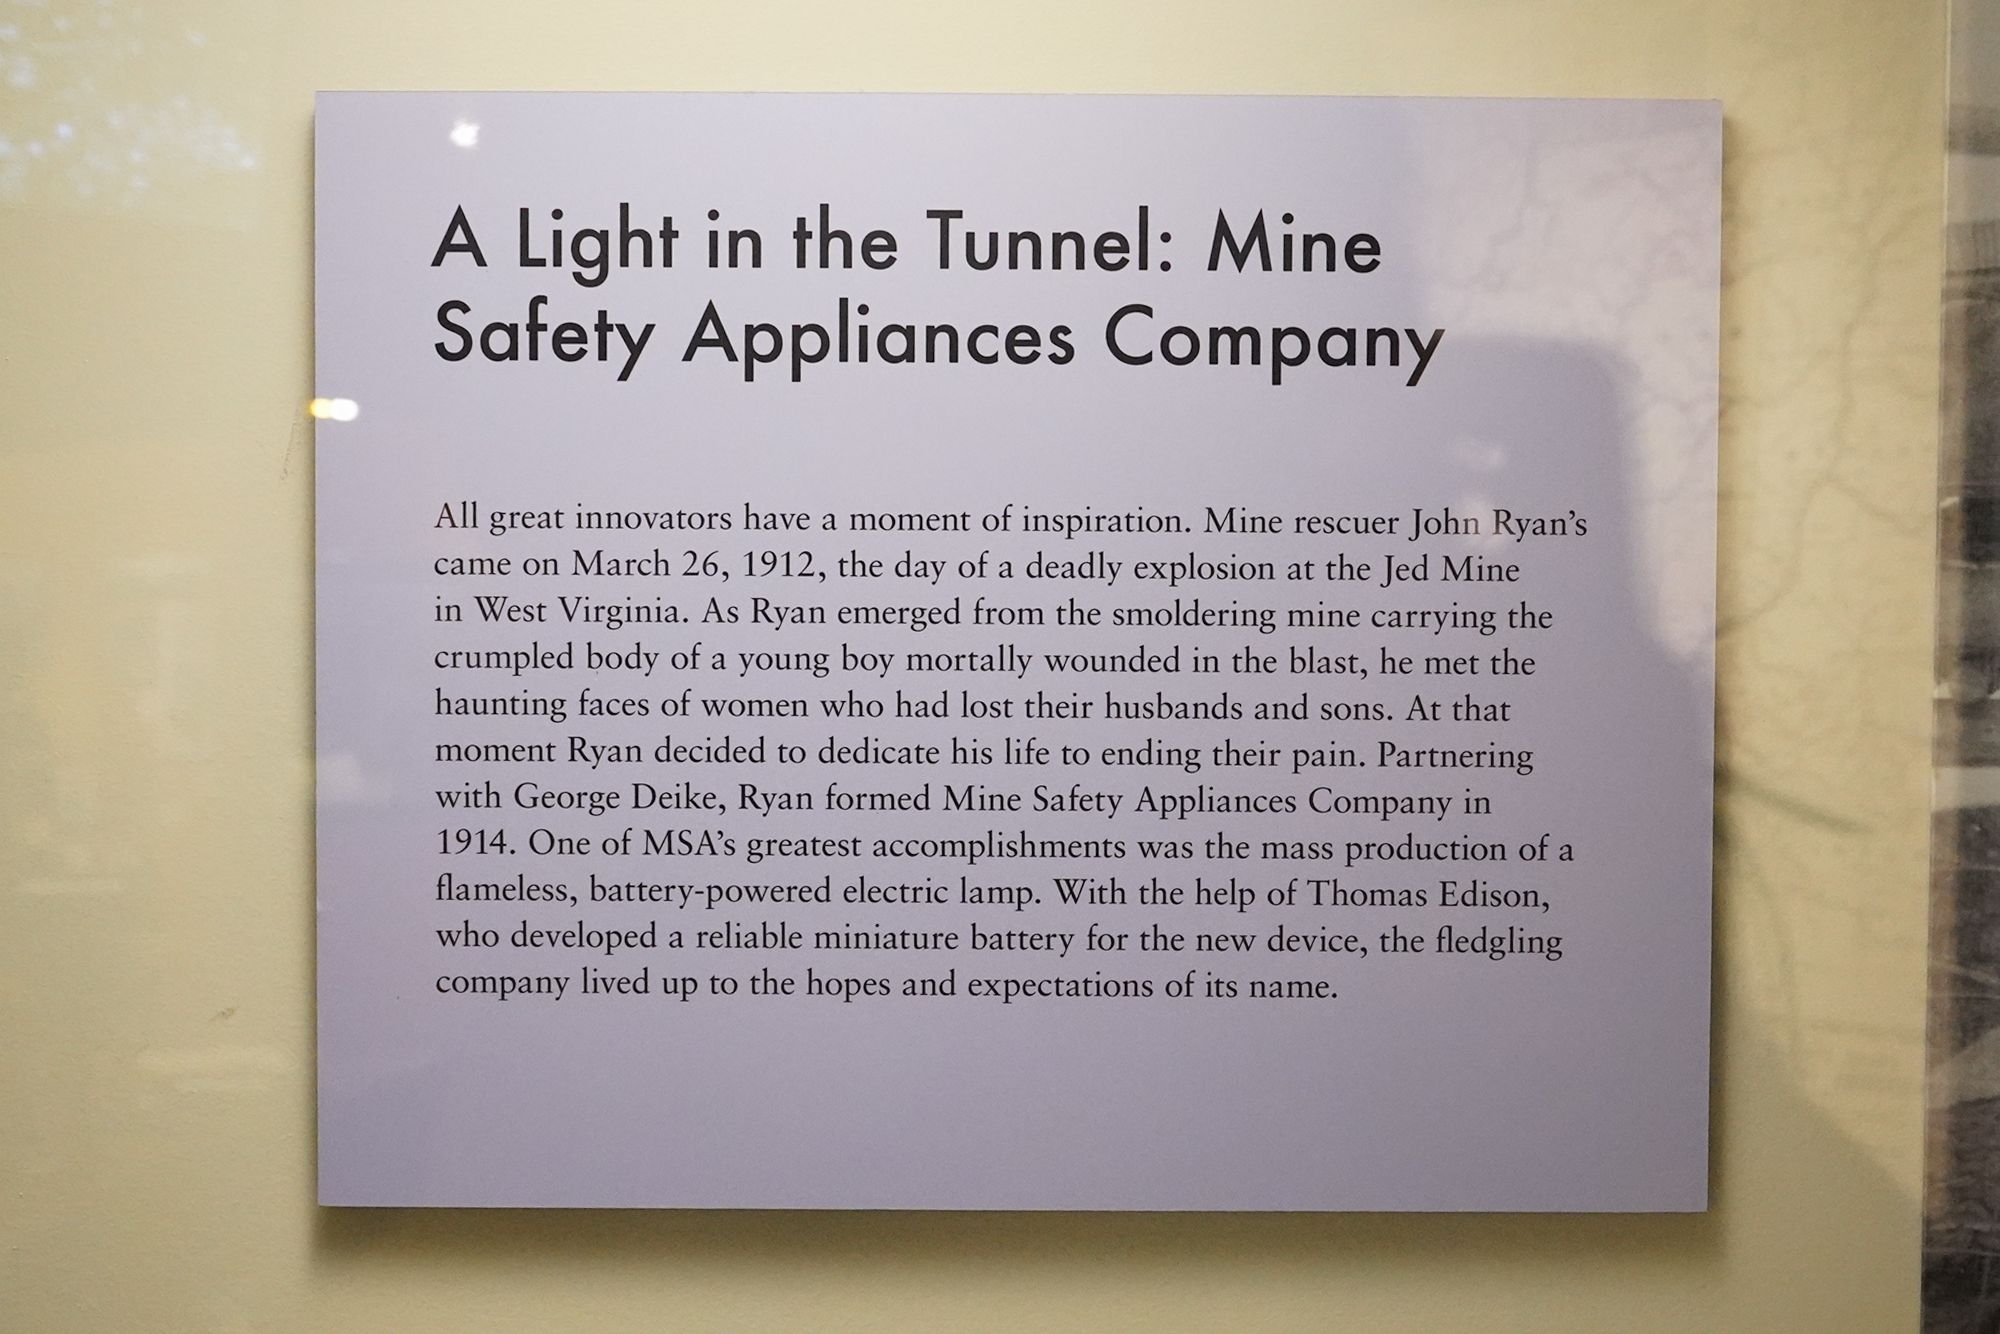 A Light in the Tunnel: Mine
Safety Appliances Company
All great innovators have a moment of inspiration. Mine rescuer John Ryan’s
came on March 26, 1912, the day of a deadly explosion at the Jed Mine
in West Virginia. As Ryan emerged from the smoldering mine carrying the
crumpled body of a young boy mortally wounded in the blast, he met the
haunting faces of women who had lost their husbands and sons. At that
moment Ryan decided to dedicate his life to ending their pain. Partnering
with George Deike, Ryan formed Mine Safety Appliances Company in
1914. One of MSA’s greatest accomplishments was the mass production of a
flameless, battery-powered electric lamp. With the help of Thomas Edison,
who developed a reliable miniature battery for the new device, the fledgling
company lived up to the hopes and expectations of its name.